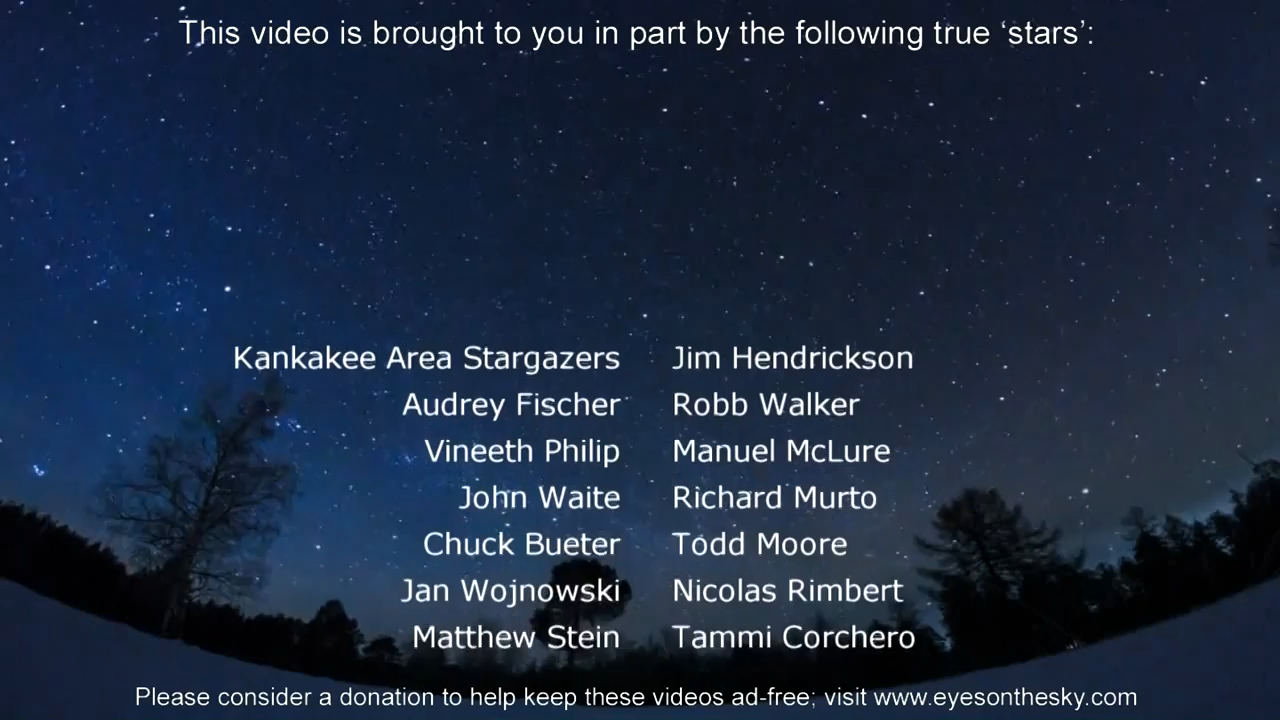 This video is brought to you in part by the following true ‘stars’:
Kankakee Area Stargazers Jim Hendrickson
Audrey Fischer Robb Walker
Vineeth Philip Manuel McLure
John Waite Richard Murto
Chuck Bueter Todd Moore
Jan Wojnowski Nicolas Rimbert
Matthew Stein Tammi Corchero
Please consider a donation to help keep these videos ad-free; visit www.eyesonthesky.com